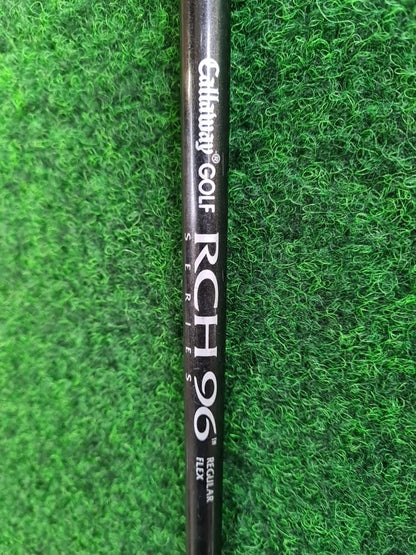 Callaway® GOLF
RCH 96™
SERIES
REGULAR
FLEX